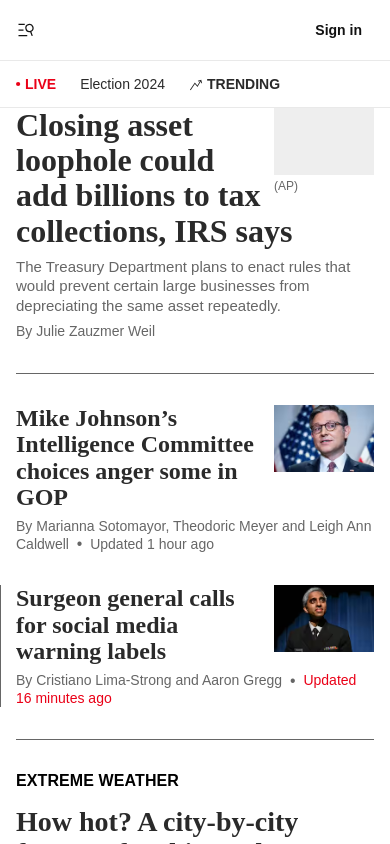 Sign in
LIVE
Election 2024
TRENDING
Closing asset
loophole could
add billions to tax
collections, IRS says
(AP)
The Treasury Department plans to enact rules that
would prevent certain large businesses from
depreciating the same asset repeatedly.
By Julie Zauzmer Weil
Mike Johnson’s
Intelligence Committee
choices anger some in
GOP
By Marianna Sotomayor, Theodoric Meyer and Leigh Ann
Caldwell • Updated 1 hour ago
Surgeon general calls
for social media
warning labels
By Cristiano Lima-Strong and Aaron Gregg • Updated
16 minutes ago
EXTREME WEATHER
How hot? A city-by-city